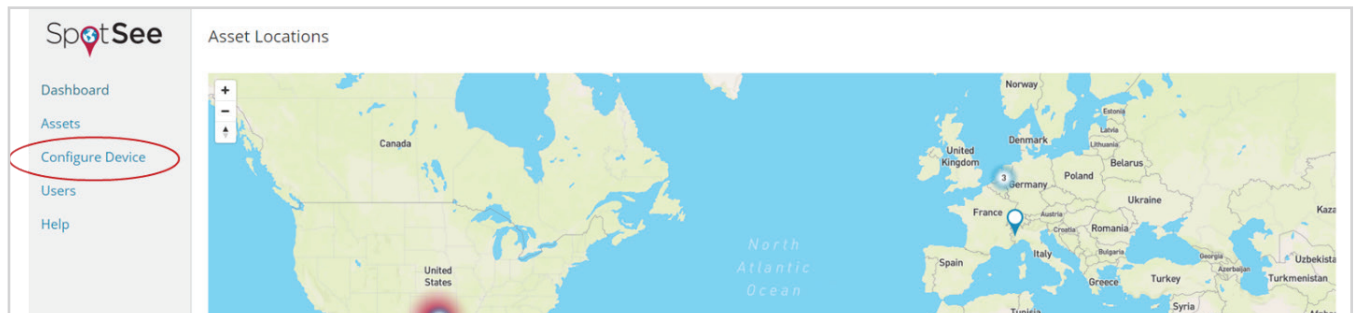 SpotSee
Asset Locations
Dashboard
Assets
Configure Device
Users
Help
+
−
Canada
United
States
North
Atlantic
Ocean
Norway
Estonia
Latvia
Lithuania
Denmark
United
Kingdom
Belarus
3
Germany
Poland
Ukraine
France
Austria
Kaza
Croatia
Romania
Italy
Bulgaria
Spain
Georgia
Uzbekista
Azerbaijan
Greece
Turkey
Turkmenistan
Tunisia
Syria